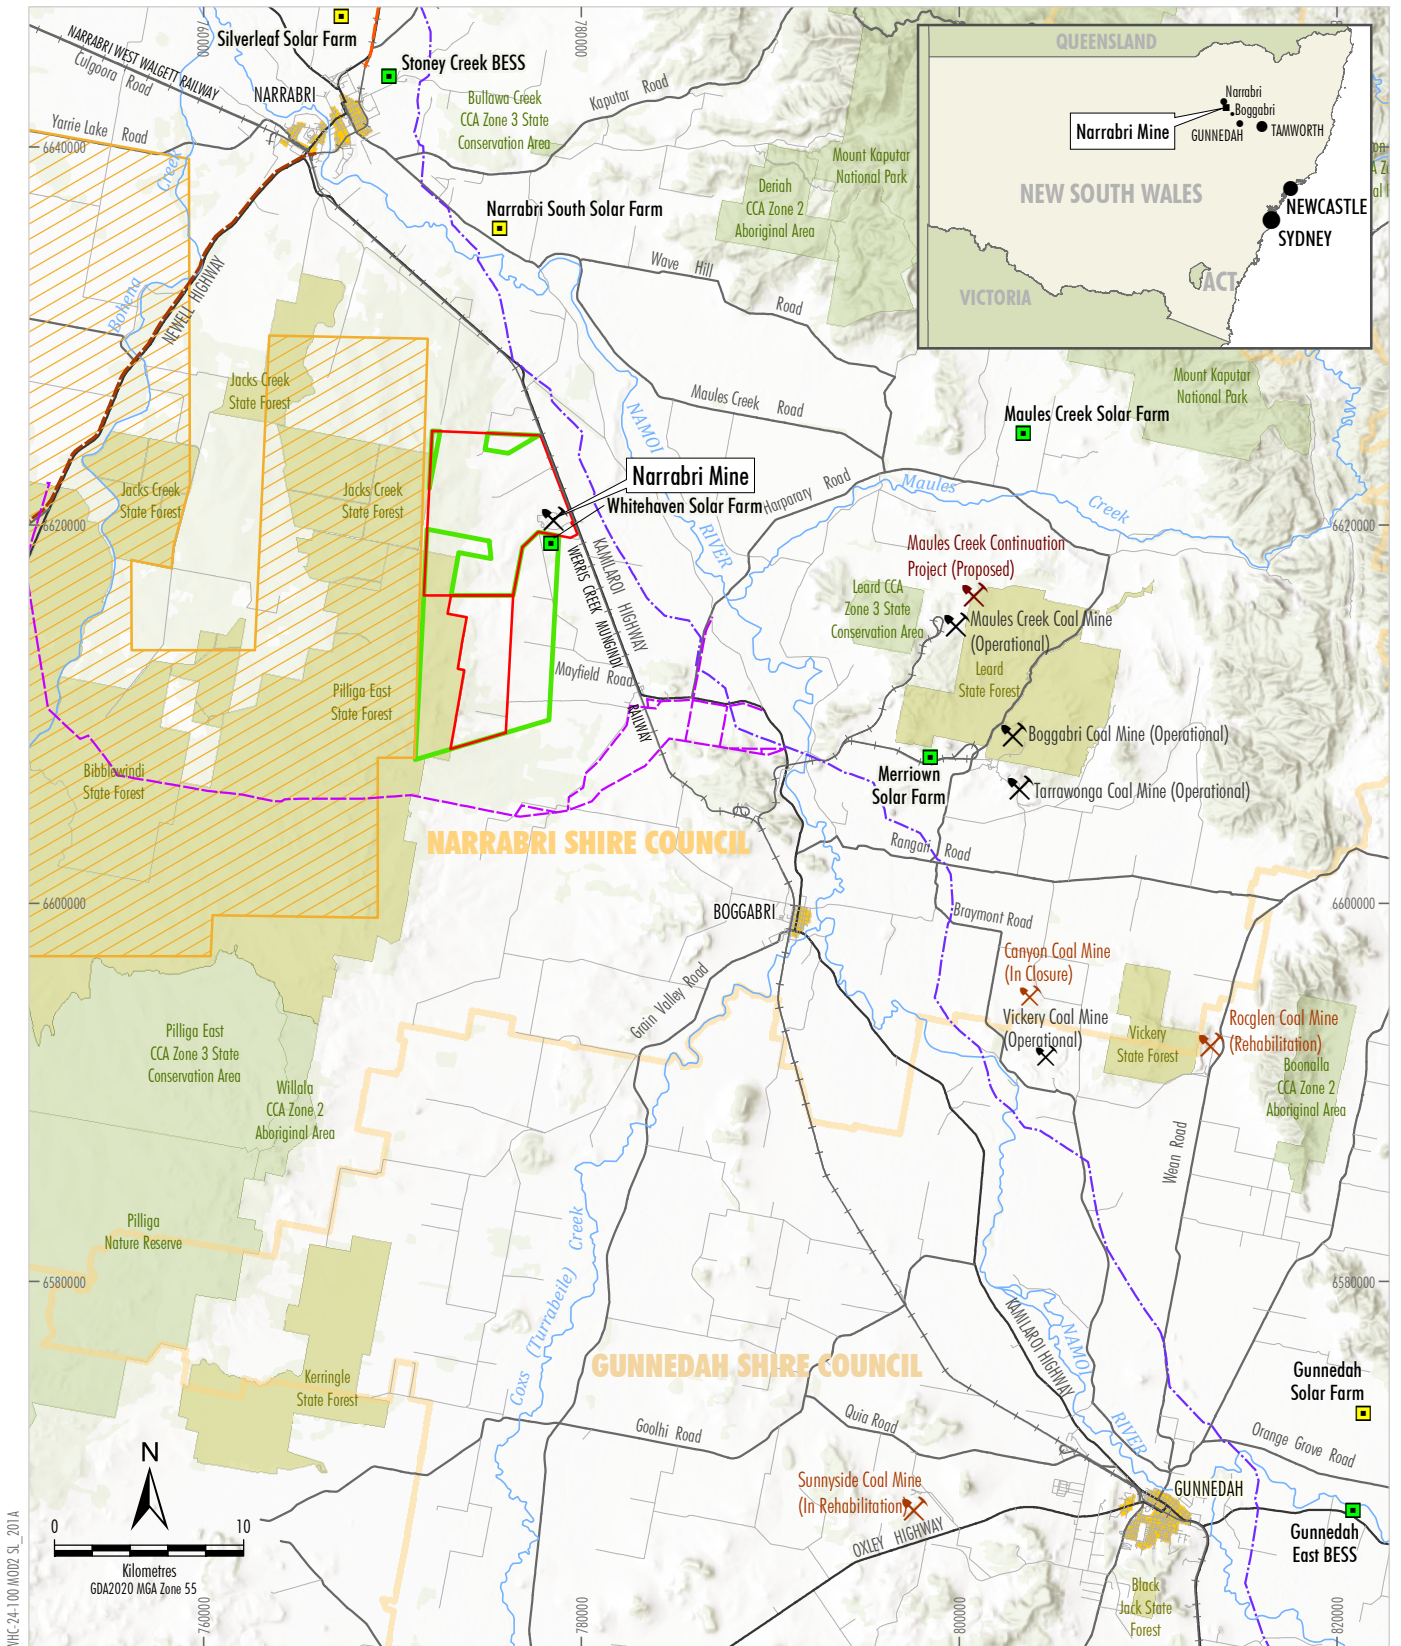 760000
780000
Silverleaf Solar Farm
NARRABRI WEST WALGETT RAILWAY
Culgoora Road
Stoney Creek BESS
NARRABRI
Kaputar Road
Bullawa Creek
CCA Zone 3 State
Conservation Area
Yarrie Lake Road
6640000
Creek
Mount Kaputar
National Park
Deriah
CCA Zone 2
Aboriginal Area
Narrabri South Solar Farm
QUEENSLAND
Narrabri
Boggabri
Narrabri Mine
GUNNEDAH
TAMWORTH
NEW SOUTH WALES
NEWCASTLE
SYDNEY
ACT
VICTORIA
Wave Hill
Road
Bohena
NEWELL HIGHWAY
Jacks Creek
State Forest
Maules Creek Road
NAMOI
Mount Kaputar
National Park
Maules Creek Solar Farm
Narrabri Mine
Whitehaven Solar Farm
Harparary Road
Maules
Creek
Jacks Creek
State Forest
Jacks Creek
State Forest
6620000
6620000
RIVER
KAMILAROI HIGHWAY
WERRIS CREEK MUNGINDI
RAILWAY
Maules Creek Continuation
Project (Proposed)
Leard CCA
Zone 3 State
Conservation Area
Maules Creek Coal Mine
(Operational)
Leard
State Forest
Mayfield Road
Pilliga East
State Forest
Boggabri Coal Mine (Operational)
Bibblewindi
State Forest
Merriown
Solar Farm
Tarrawonga Coal Mine (Operational)
NARRABRI SHIRE COUNCIL
Rangari Road
6600000
6600000
BOGGABRI
Braymont Road
Canyon Coal Mine
(In Closure)
Grain Valley Road
Vickery Coal Mine
(Operational)
Vickery
State Forest
Rocglen Coal Mine
(Rehabilitation)
Boonalla
CCA Zone 2
Aboriginal Area
Pilliga East
CCA Zone 3 State
Conservation Area
Willala
CCA Zone 2
Aboriginal Area
Wean Road
Pilliga
Nature Reserve
Coxs (Turrabeile) Creek
6580000
6580000
KAMILAROI HIGHWAY
NAMOI
RIVER
GUNNEDAH SHIRE COUNCIL
Kerringle
State Forest
Gunnedah
Solar Farm
Goolhi Road
Quia Road
Orange Grove Road
N
Sunnyside Coal Mine
(In Rehabilitation)
GUNNEDAH
OXLEY HIGHWAY
Gunnedah
East BESS
0 10
Kilometres
GDA2020 MGA Zone 55
Black
Jack State
Forest
WHC-24-100 MOD2 SL_201A
760000
780000
800000
820000